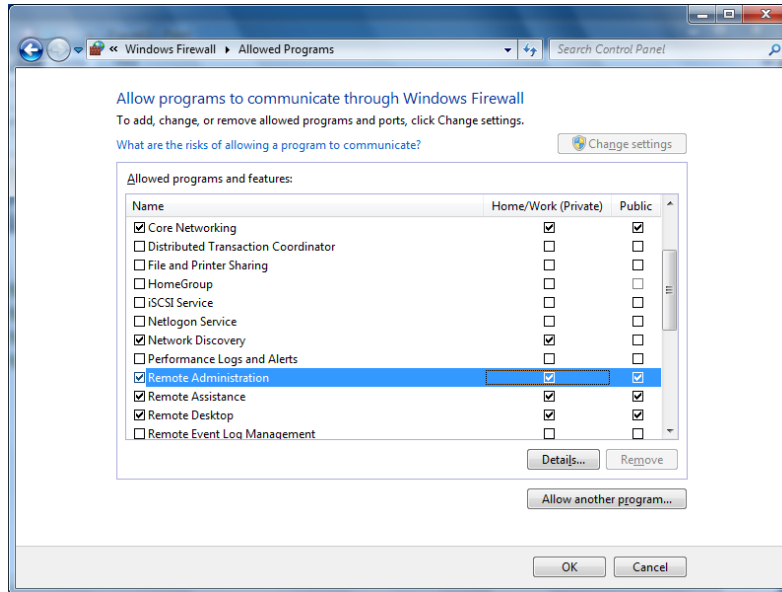 « Windows Firewall ▸ Allowed Programs
Search Control Panel
Allow programs to communicate through Windows Firewall
To add, change, or remove allowed programs and ports, click Change settings.
What are the risks of allowing a program to communicate?
Change settings
Allowed programs and features:
Name Home/Work (Private) Public
Core Networking
Distributed Transaction Coordinator
File and Printer Sharing
HomeGroup
iSCSI Service
Netlogon Service
Network Discovery
Performance Logs and Alerts
Remote Administration
Remote Assistance
Remote Desktop
Remote Event Log Management
Details... Remove
Allow another program...
OK Cancel